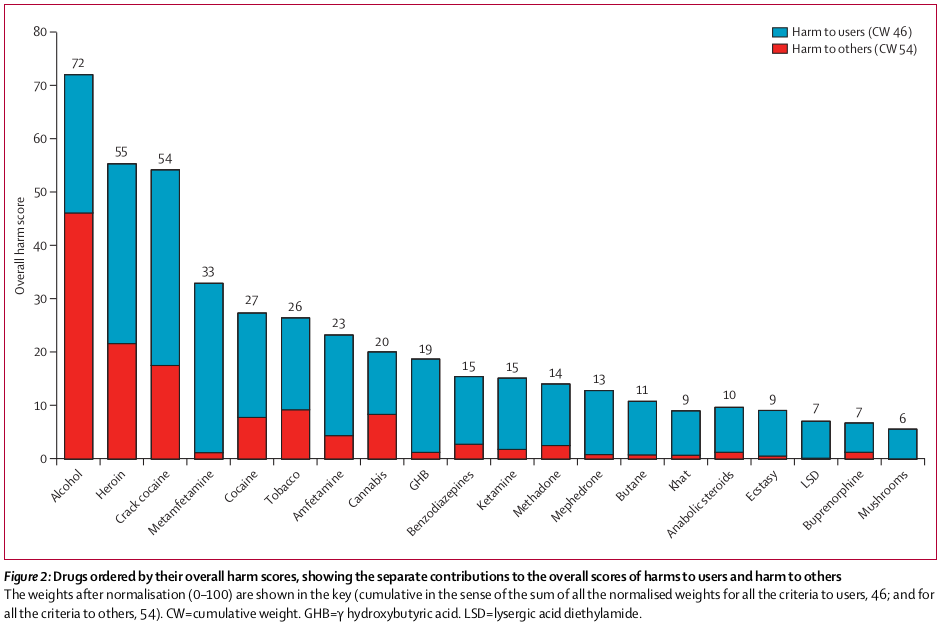 80
70
60
50
40
30
20
10
0
Overall harm score
Harm to users (CW 46)
Harm to others (CW 54)
72
55
54
33
27
26
23
20
19
15
15
14
13
11
9
10
9
7
7
6
Alcohol
Heroin
Crack cocaine
Metamfetamine
Cocaine
Tobacco
Amfetamine
Cannabis
GHB
Benzodiazepines
Ketamine
Methadone
Mephedrone
Butane
Khat
Anabolic steroids
Ecstasy
LSD
Buprenorphine
Mushrooms
Figure 2: Drugs ordered by their overall harm scores, showing the separate contributions to the overall scores of harms to users and harm to others
The weights after normalisation (0–100) are shown in the key (cumulative in the sense of the sum of all the normalised weights for all the criteria to users, 46; and for
all the criteria to others, 54). CW=cumulative weight. GHB=γ hydroxybutyric acid. LSD=lysergic acid diethylamide.